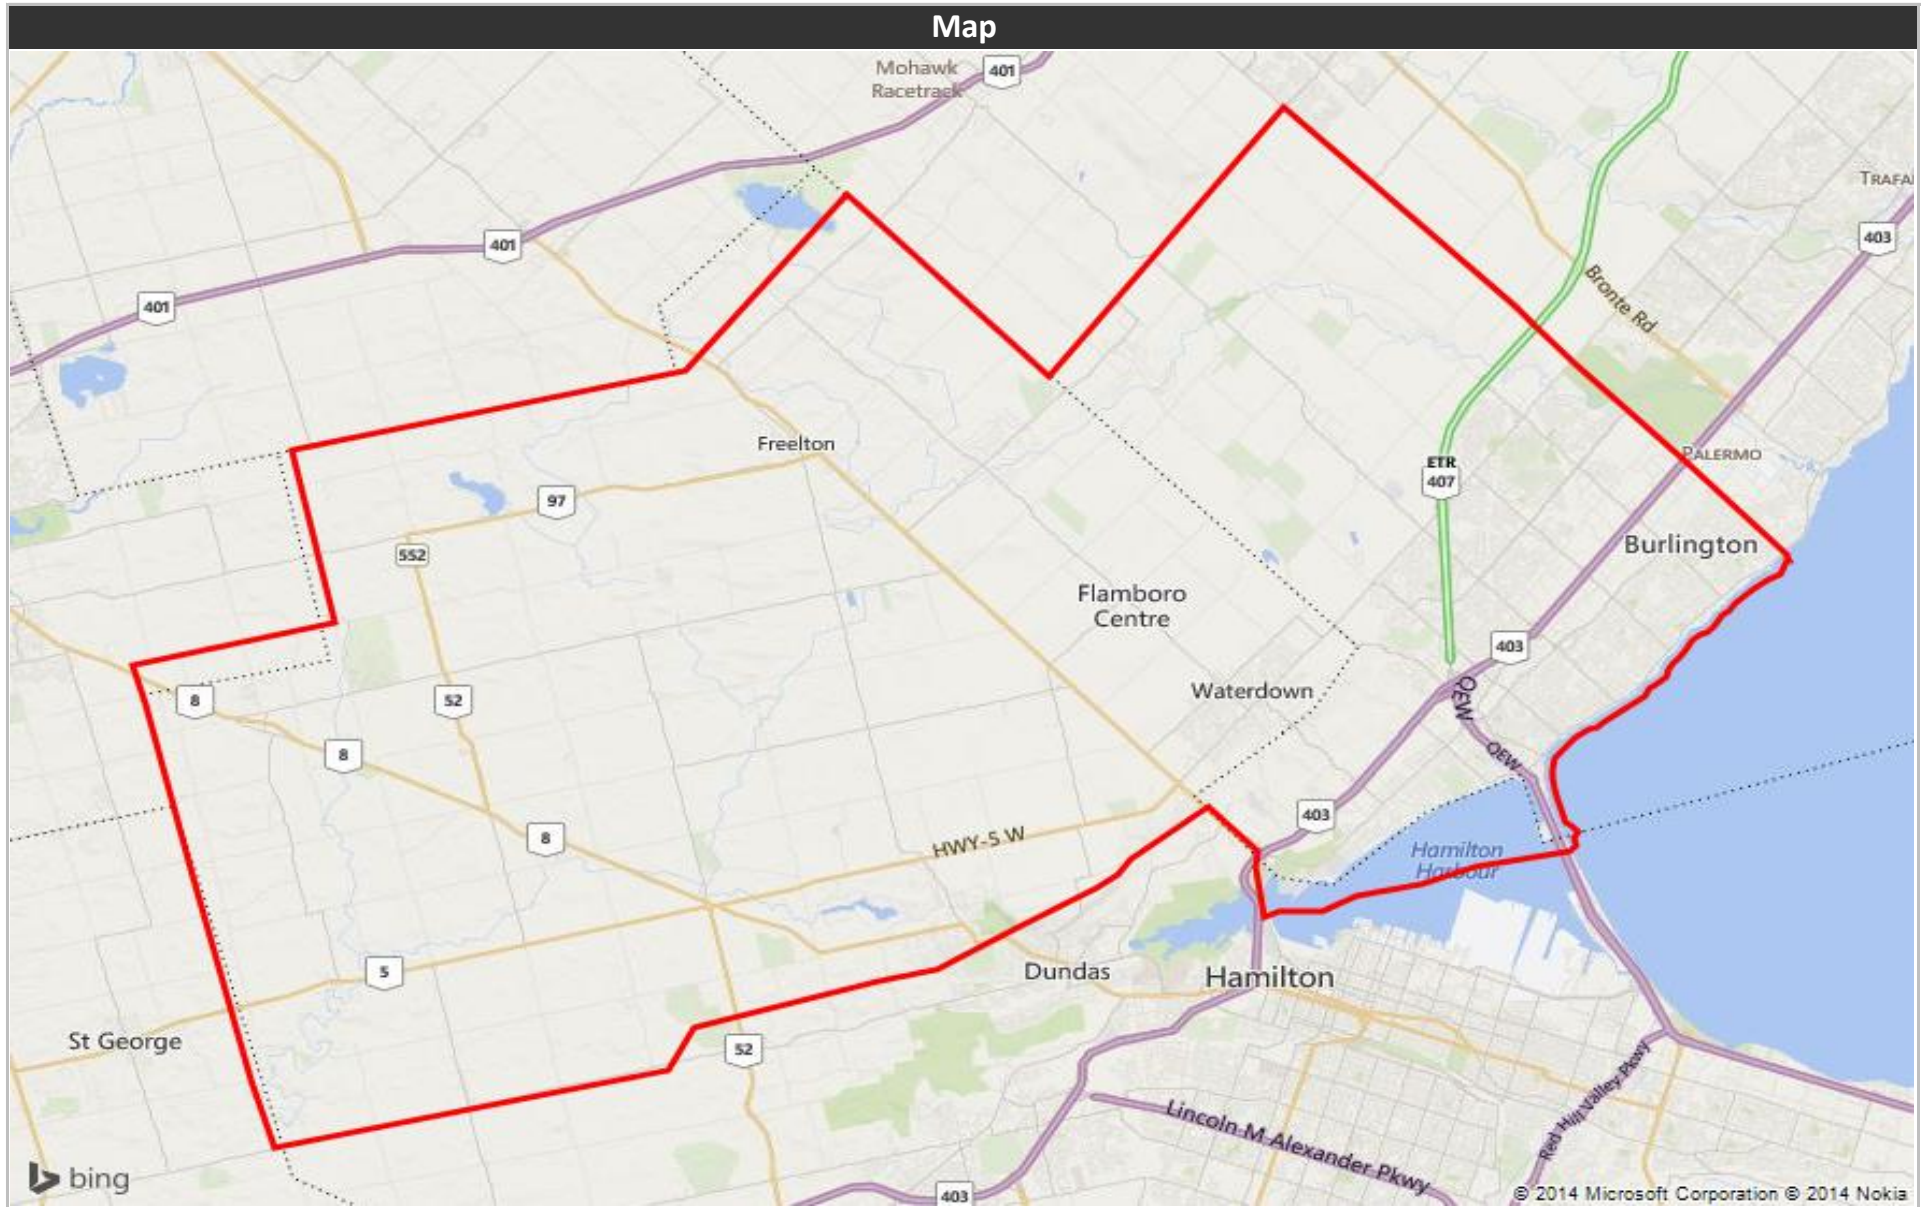 Map
Mohawk
Racetrack
401
TRAFA
403
401
401
Bronte Rd
Freelton
PALERMO
ETR
407
97
Burlington
552
Flamboro
Centre
403
Waterdown
8
52
QEW
8
QEW
403
8
HWY-5 W
Hamilton
Harbour
5
Dundas
Hamilton
St George
52
Lincoln M Alexander Pkwy
Red Hill Valley Pkwy
bing
403
© 2014 Microsoft Corporation © 2014 Nokia